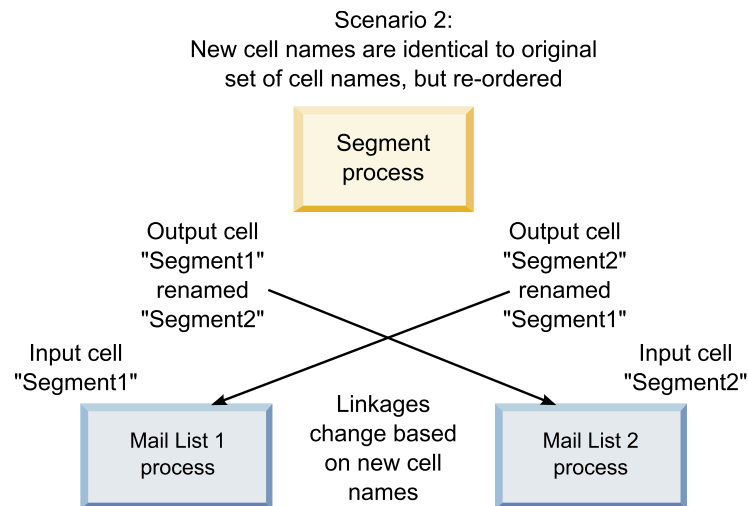 Scenario 2:
New cell names are identical to original
set of cell names, but re-ordered
Segment
process
Output cell
"Segment1"
renamed
"Segment2"
Output cell
"Segment2"
renamed
"Segment1"
Input cell
"Segment1"
Input cell
"Segment2"
Mail List 1
process
Linkages
change based
on new cell
names
Mail List 2
process